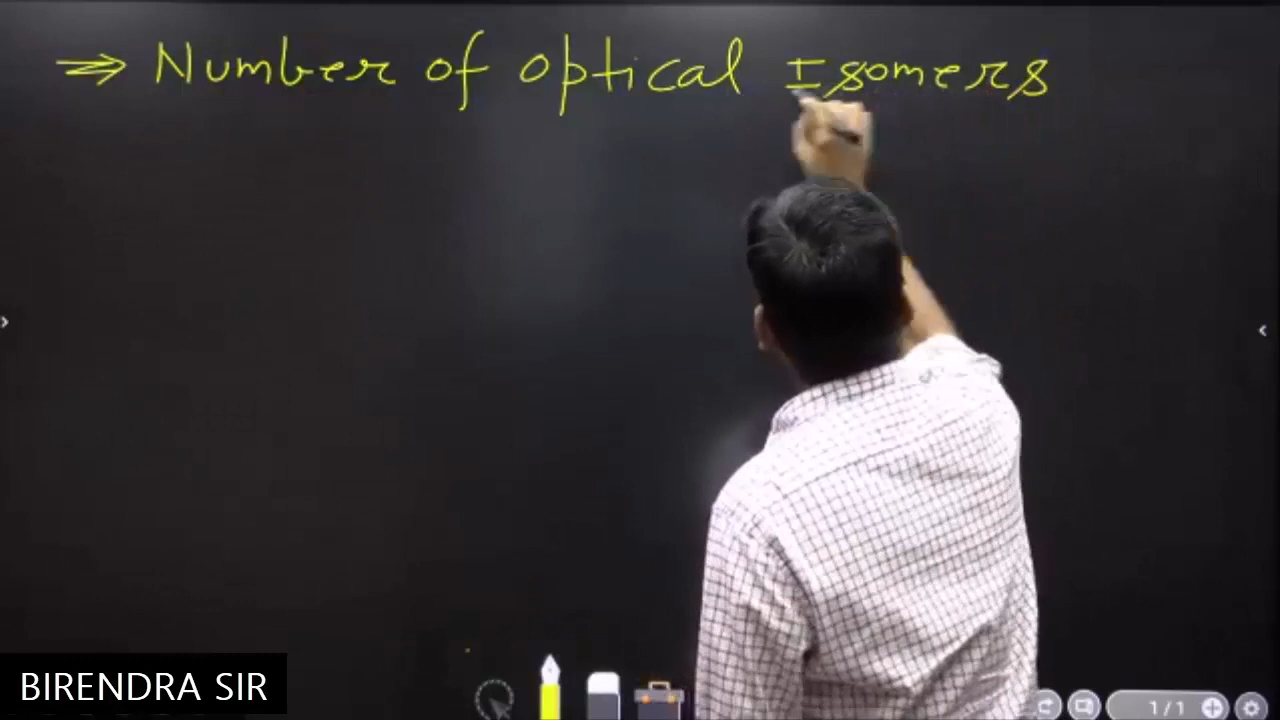 ⇒ Number of optical Isomers
BIRENDRA SIR
1/1